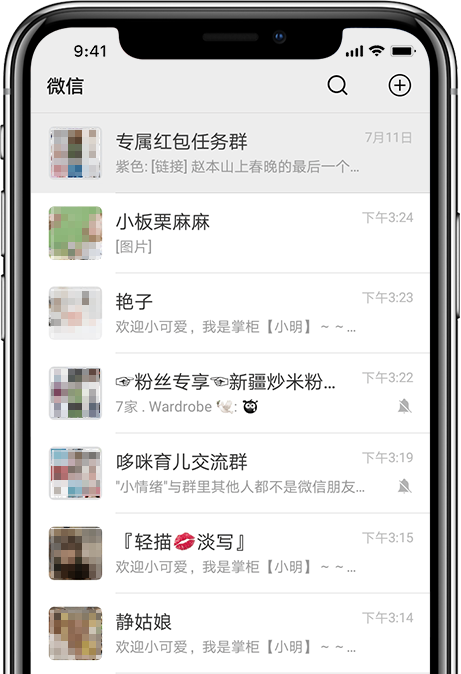 9:41
微信
专属红包任务群
7月11日
紫色: [链接] 赵本山上春晚的最后一个...
小板栗麻麻
下午3:24
[图片]
艳子
下午3:23
欢迎小可爱，我是掌柜【小明】~ ~ ...
☞粉丝专享☜新疆炒米粉...
下午3:22
7家 . Wardrobe 🐑:
哆咪育儿交流群
下午3:19
"小情绪"与群里其他人都不是微信朋友...
『轻描💋淡写』
下午3:15
欢迎小可爱，我是掌柜【小明】~ ~ ...
静姑娘
下午3:14
欢迎小可爱，我是掌柜【小明】~ ~ ...